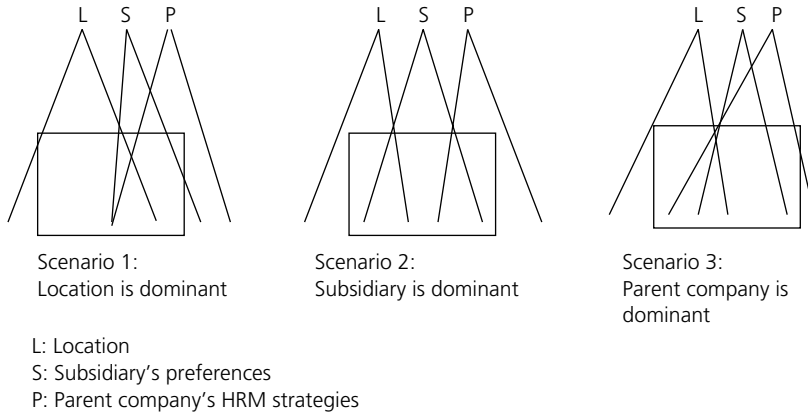 L S P
L S P
L S P
Scenario 1:
Location is dominant
Scenario 2:
Subsidiary is dominant
Scenario 3:
Parent company is
dominant
L: Location
S: Subsidiary's preferences
P: Parent company's HRM strategies